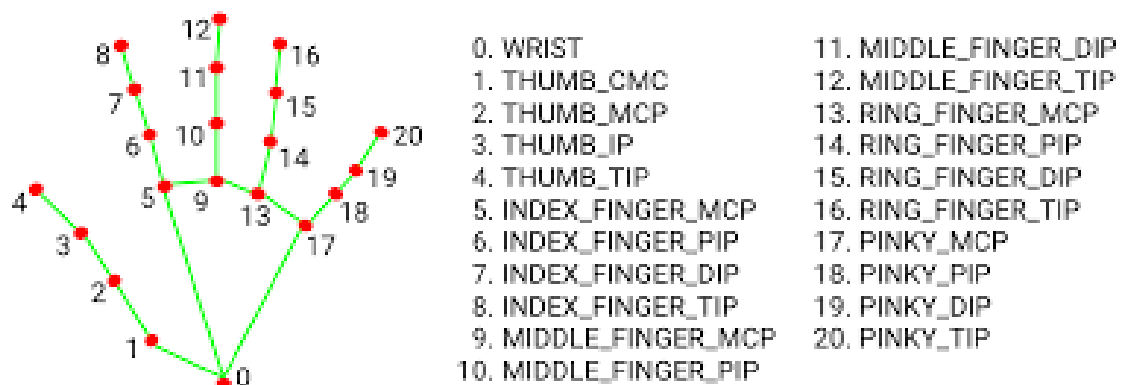 12
8
16
11
7
15
10
20
6
14
19
4
5
9
13
18
3
17
2
1
0
0. WRIST
1. THUMB_CMC
2. THUMB_MCP
3. THUMB_IP
4. THUMB_TIP
5. INDEX_FINGER_MCP
6. INDEX_FINGER_PIP
7. INDEX_FINGER_DIP
8. INDEX_FINGER_TIP
9. MIDDLE_FINGER_MCP
10. MIDDLE_FINGER_PIP
11. MIDDLE_FINGER_DIP
12. MIDDLE_FINGER_TIP
13. RING_FINGER_MCP
14. RING_FINGER_PIP
15. RING_FINGER_DIP
16. RING_FINGER_TIP
17. PINKY_MCP
18. PINKY_PIP
19. PINKY_DIP
20. PINKY_TIP